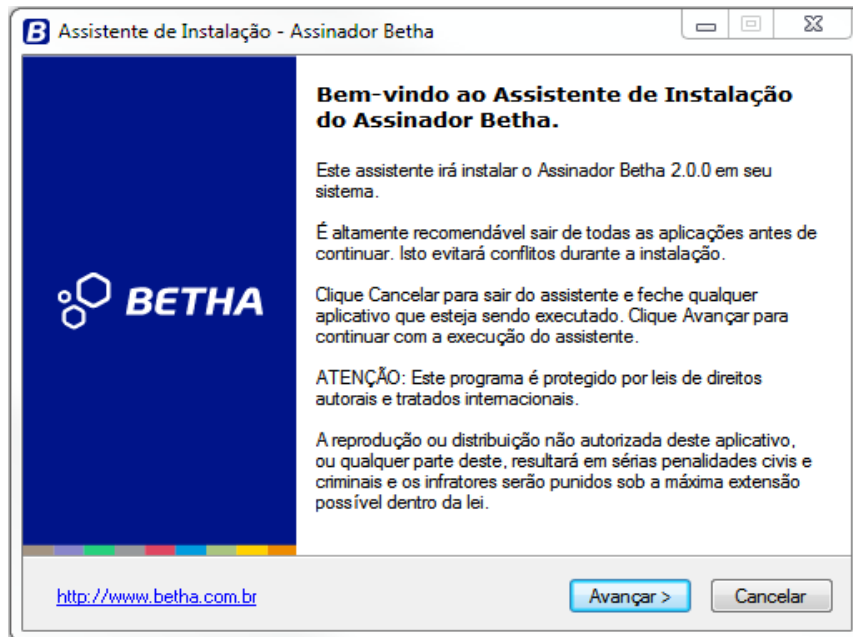 B Assistente de Instalação - Assinador Betha
Bem-vindo ao Assistente de Instalação
do Assinador Betha.
Este assistente irá instalar o Assinador Betha 2.0.0 em seu
sistema.
É altamente recomendável sair de todas as aplicações antes de
continuar. Isto evitará conflitos durante a instalação.
Clique Cancelar para sair do assistente e feche qualquer
aplicativo que esteja sendo executado. Clique Avançar para
continuar com a execução do assistente.
ATENÇÃO: Este programa é protegido por leis de direitos
autorais e tratados internacionais.
A reprodução ou distribuição não autorizada deste aplicativo,
ou qualquer parte deste, resultará em sérias penalidades civis e
criminais e os infratores serão punidos sob a máxima extensão
possível dentro da lei.
BETHA
http://www.betha.com.br
Avançar >
Cancelar